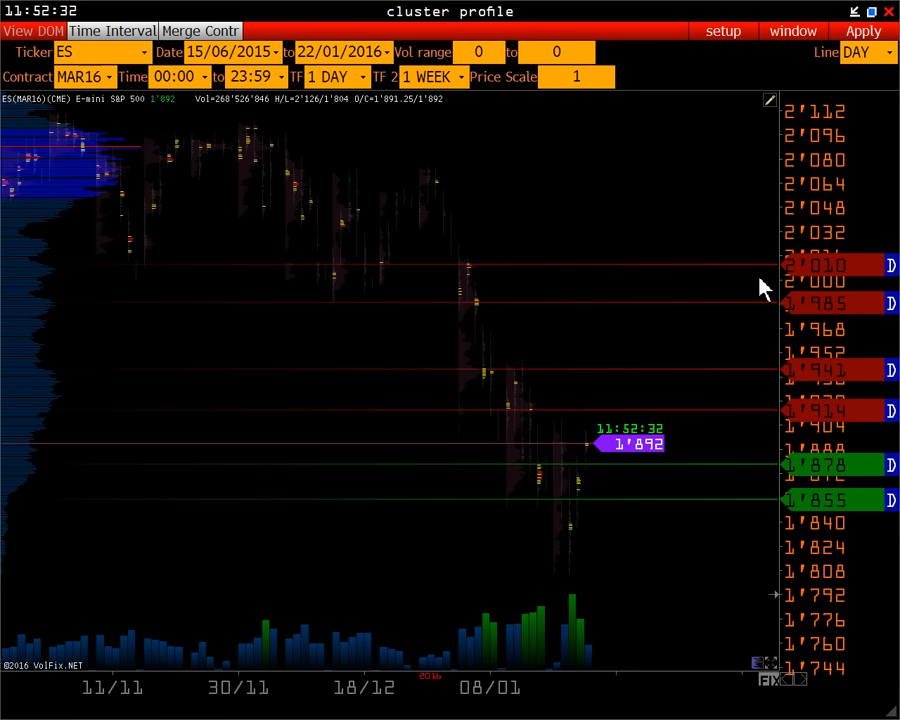 11:52:32 cluster profile
View DOM Time Interval Merge Contr setup window Apply
Ticker ES Date 15/06/2015 to 22/01/2016 Vol range 0 to 0 Line DAY
Contract MAR16 Time 00:00 to 23:59 TF 1 DAY TF 2 1 WEEK Price Scale 1
ES(MAR16)(CME) E-mini S&P 500 1'892 Vol=268'526'846 H/L=2'126/1'804 O/C=1'891.25/1'892
2'112
2'096
2'080
2'064
2'048
2'032
2'010 D
2'000
1'985 D
1'968
1'952
1'941 D
1'914 D
1'904
11:52:32
1'892
1'888
1'878 D
1'855 D
1'840
1'824
1'808
1'792
1'776
1'760
1'744
©2016 VolFix.NET
2016
FIX
11/11 30/11 18/12 08/01